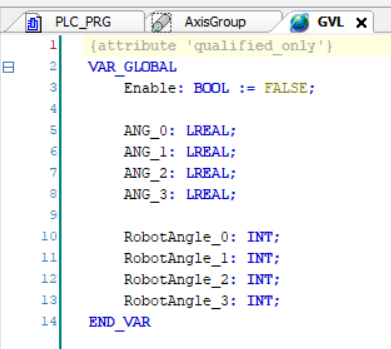 PLC_PRG AxisGroup GVL
1 {attribute 'qualified_only'}
2 VAR_GLOBAL
3 Enable: BOOL := FALSE;
4
5 ANG_0: LREAL;
6 ANG_1: LREAL;
7 ANG_2: LREAL;
8 ANG_3: LREAL;
9
10 RobotAngle_0: INT;
11 RobotAngle_1: INT;
12 RobotAngle_2: INT;
13 RobotAngle_3: INT;
14 END_VAR